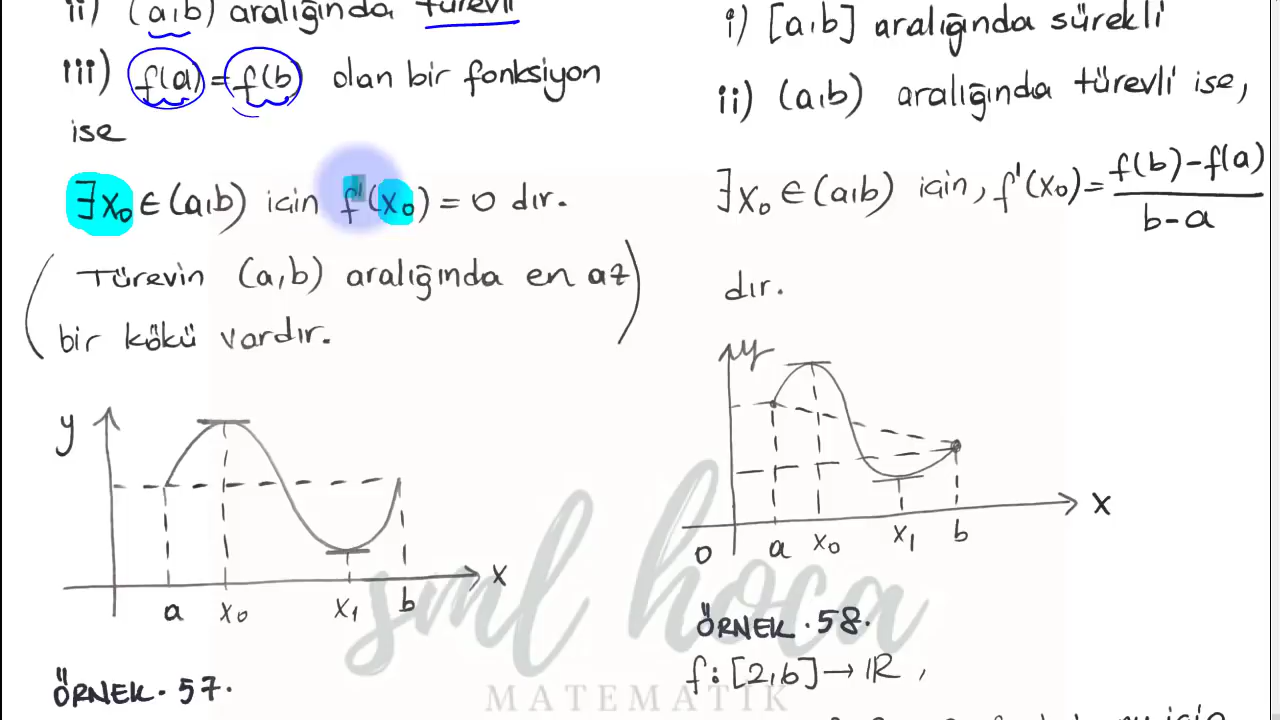 ii) (a,b) aralığında türevli
iii) f(a)=f(b) olan bir fonksiyon
ise
∃x₀∈(a,b) için f'(x₀)=0 dır.
(Türevin (a,b) aralığında en az
bir kökü vardır.)
y
x
a x₀ x₁ b
ÖRNEK.57.
i) [a,b] aralığında sürekli
ii) (a,b) aralığında türevli ise,
∃x₀∈(a,b) için, f'(x₀)= f(b)-f(a)
b-a
dır.
y
x
0 a x₀ x₁ b
ÖRNEK.58.
f:[2,b]→ℝ,
için
sml hoca
MATEMATİK